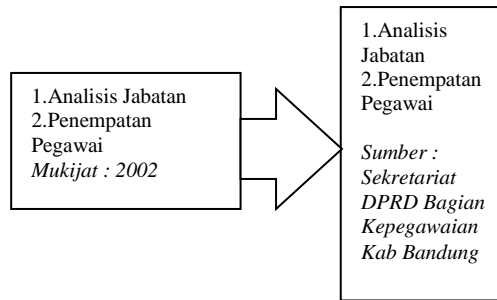 1.Analisis Jabatan
2.Penempatan
Pegawai
Mukijat : 2002
1.Analisis
Jabatan
2.Penempatan
Pegawai
Sumber :
Sekretariat
DPRD Bagian
Kepegawaian
Kab Bandung